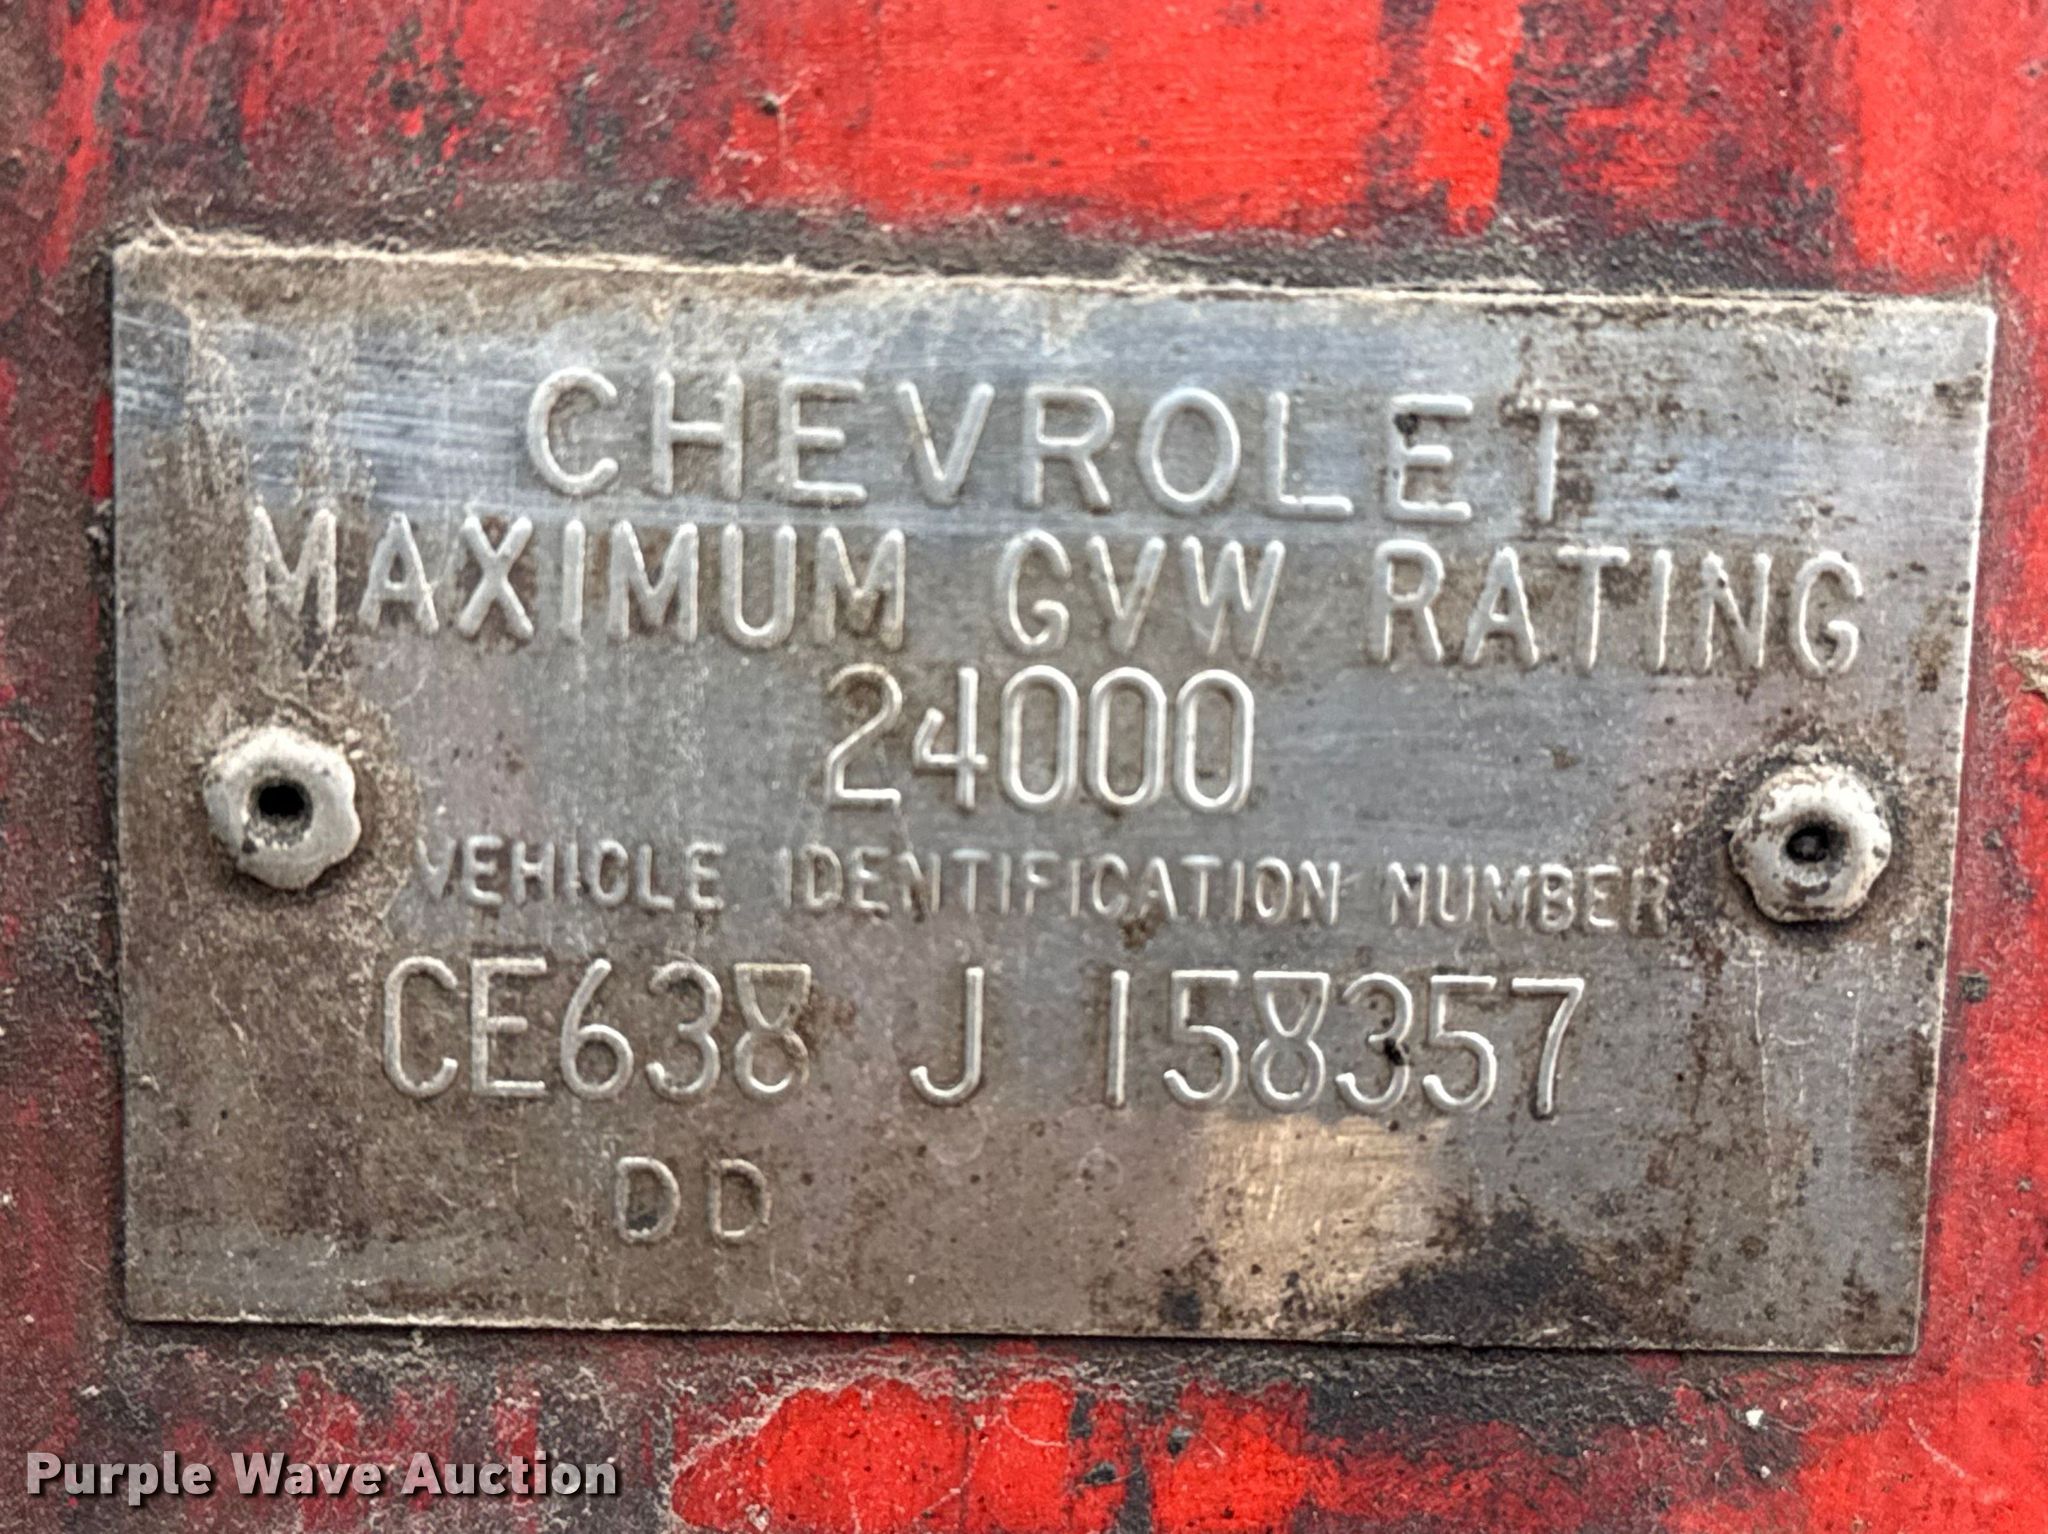 CHEVROLET
MAXIMUM GVW RATING
24000
VEHICLE IDENTIFICATION NUMBER
CE638 J 158357
DD
Purple Wave Auction